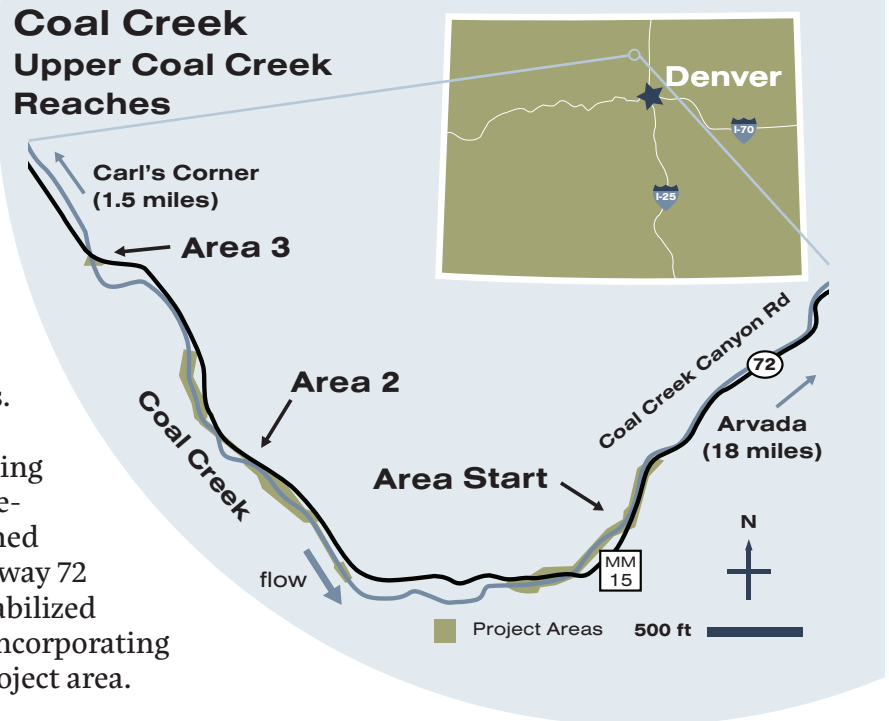 Coal Creek
Upper Coal Creek
Reaches
Denver
I-70
I-25
Carl's Corner
(1.5 miles)
Area 3
Area 2
Coal Creek
Coal Creek Canyon Rd
72
Arvada
(18 miles)
Area Start
N
MM
15
flow
Project Areas
500 ft
s.
ing
e-
ned
way 72
abilized
ncorporating
oject area.